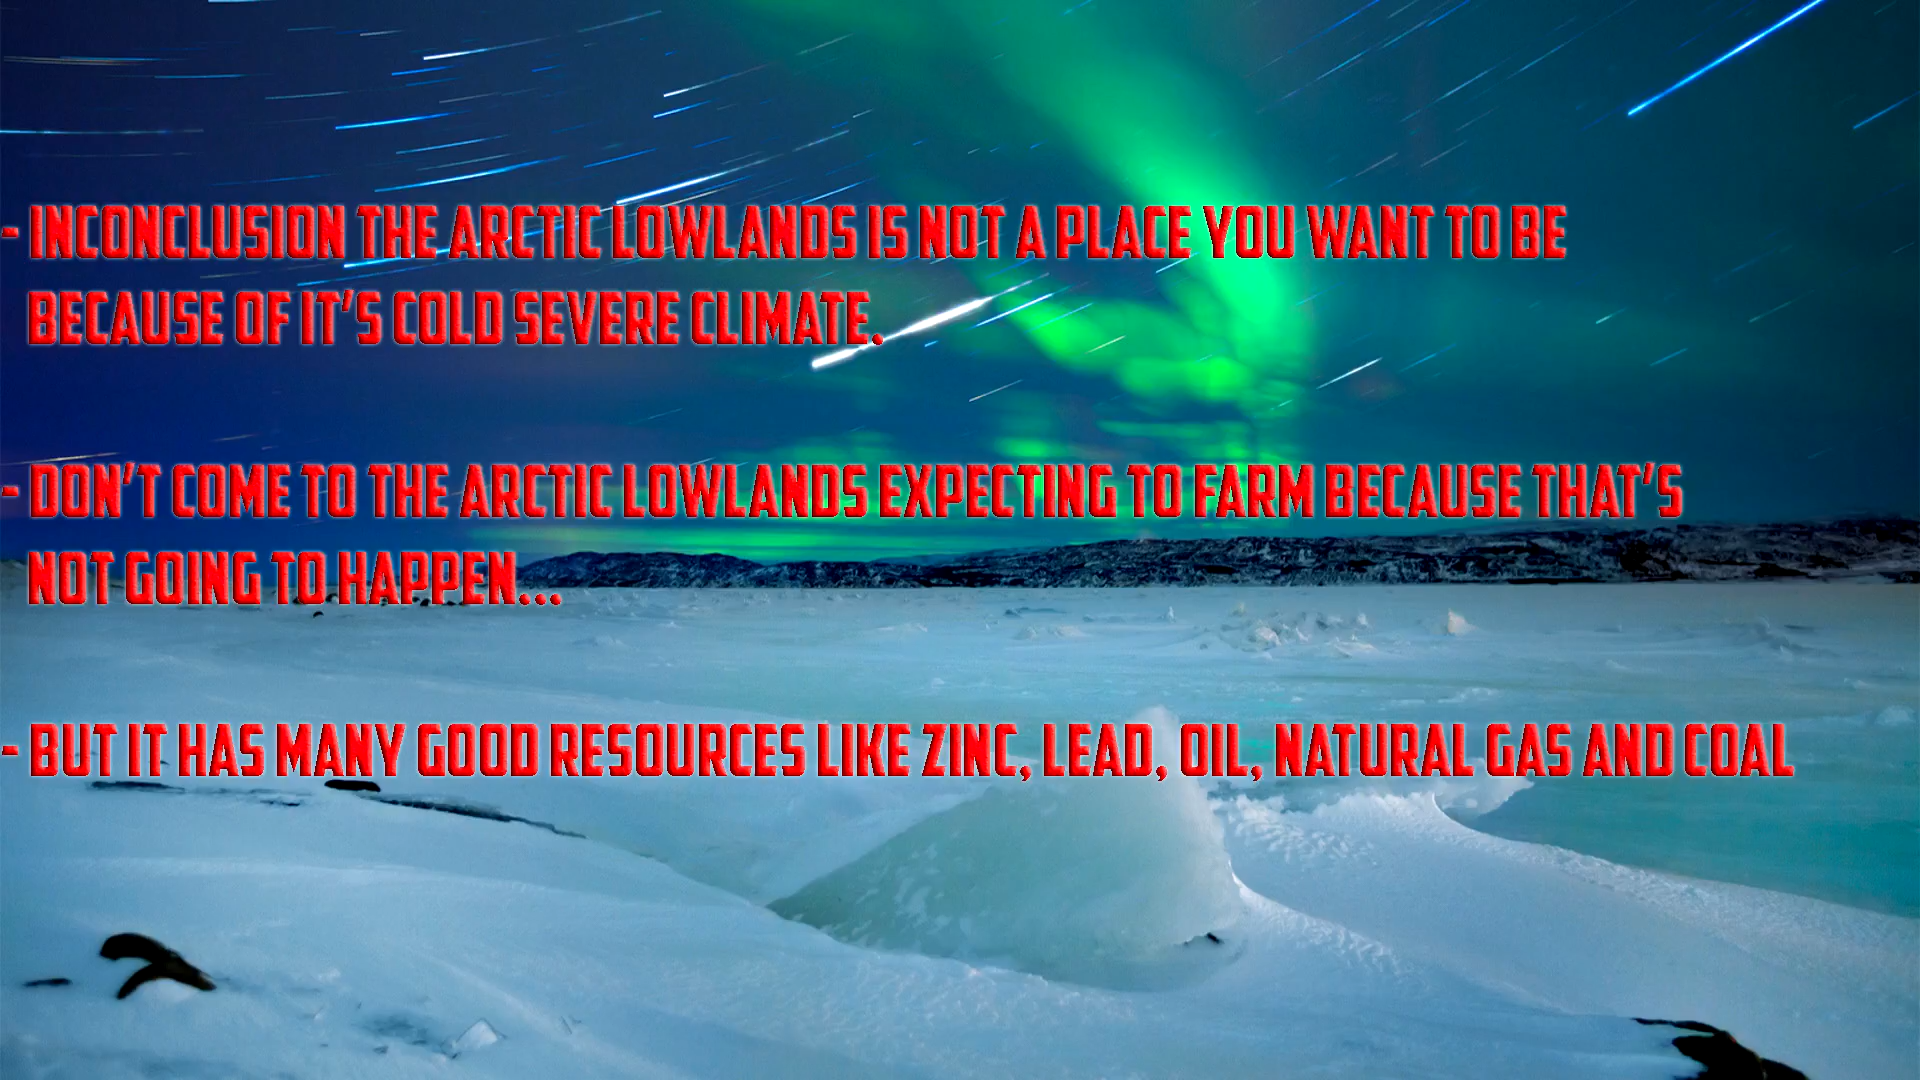 - INCONCLUSION THE ARCTIC LOWLANDS IS NOT A PLACE YOU WANT TO BE
BECAUSE OF IT'S COLD SEVERE CLIMATE.
- DON'T COME TO THE ARCTIC LOWLANDS EXPECTING TO FARM BECAUSE THAT'S
NOT GOING TO HAPPEN...
- BUT IT HAS MANY GOOD RESOURCES LIKE ZINC, LEAD, OIL, NATURAL GAS AND COAL